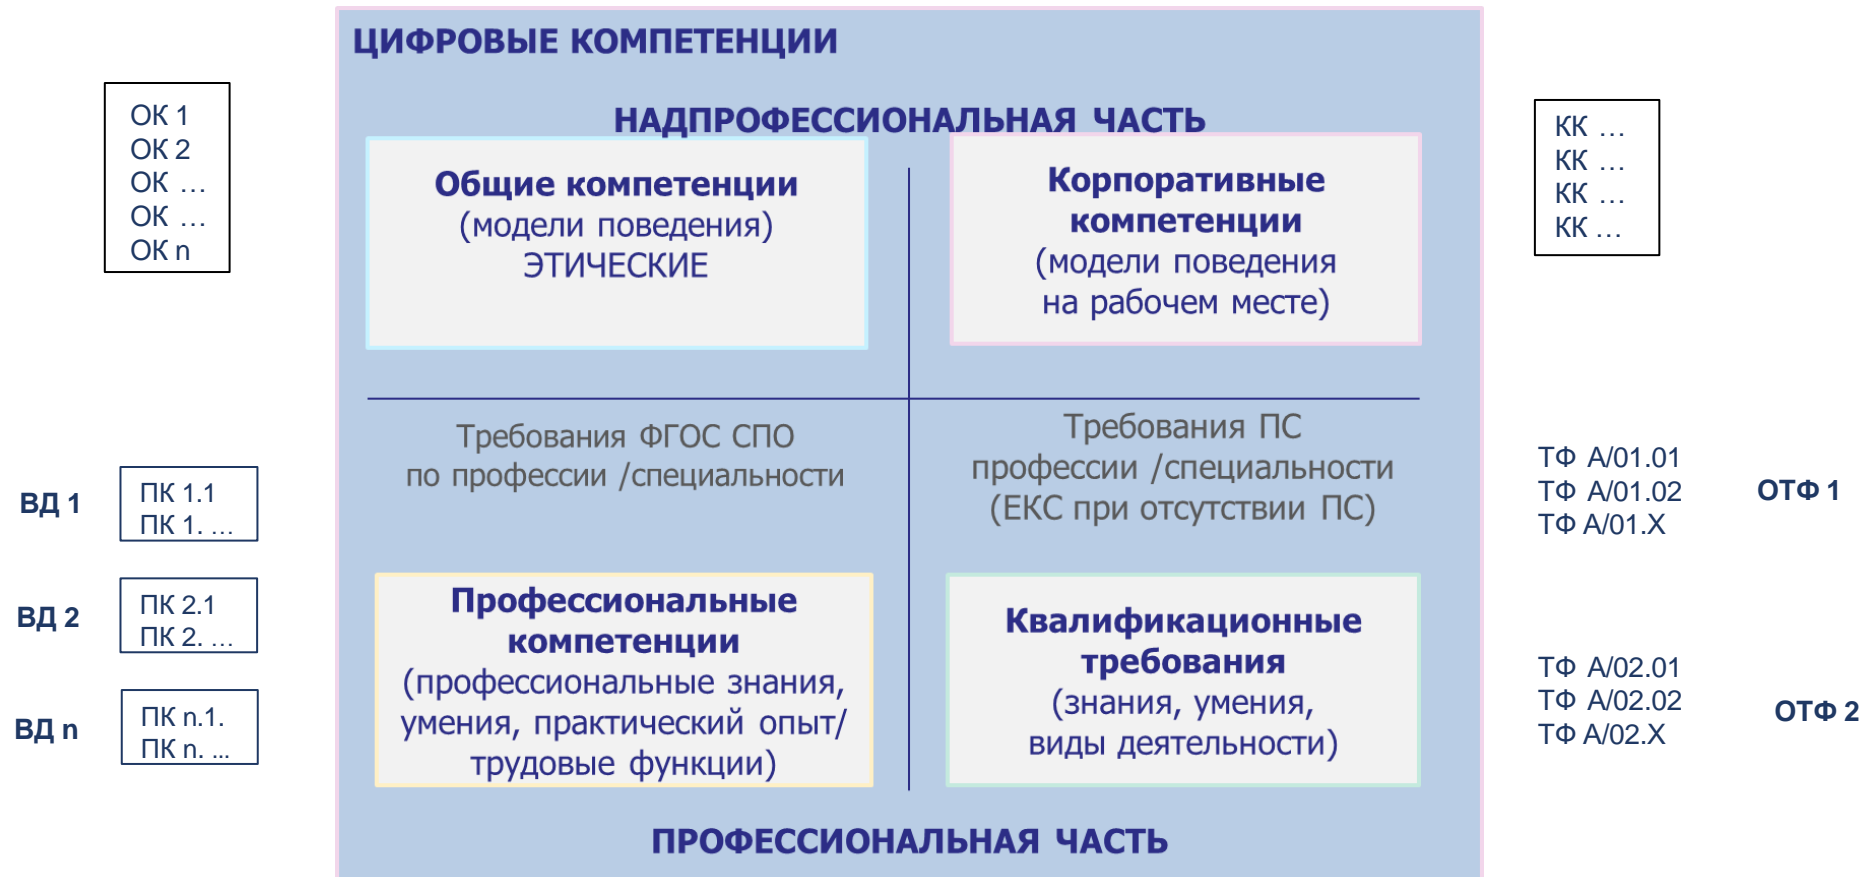 ЦИФРОВЫЕ КОМПЕТЕНЦИИ
НАДПРОФЕССИОНАЛЬНАЯ ЧАСТЬ
ОК 1
ОК 2
ОК …
ОК …
ОК n
Общие компетенции
(модели поведения)
ЭТИЧЕСКИЕ
Корпоративные
компетенции
(модели поведения
на рабочем месте)
КК …
КК …
КК …
КК …
Требования ФГОС СПО
по профессии /специальности
Требования ПС
профессии /специальности
(ЕКС при отсутствии ПС)
ВД 1
ПК 1.1
ПК 1. …
ВД 2
ПК 2.1
ПК 2. …
ВД n
ПК n.1.
ПК n. ...
Профессиональные
компетенции
(профессиональные знания,
умения, практический опыт/
трудовые функции)
Квалификационные
требования
(знания, умения,
виды деятельности)
ТФ А/01.01
ТФ А/01.02
ТФ А/01.Х
ОТФ 1
ТФ А/02.01
ТФ А/02.02
ТФ А/02.Х
ОТФ 2
ПРОФЕССИОНАЛЬНАЯ ЧАСТЬ